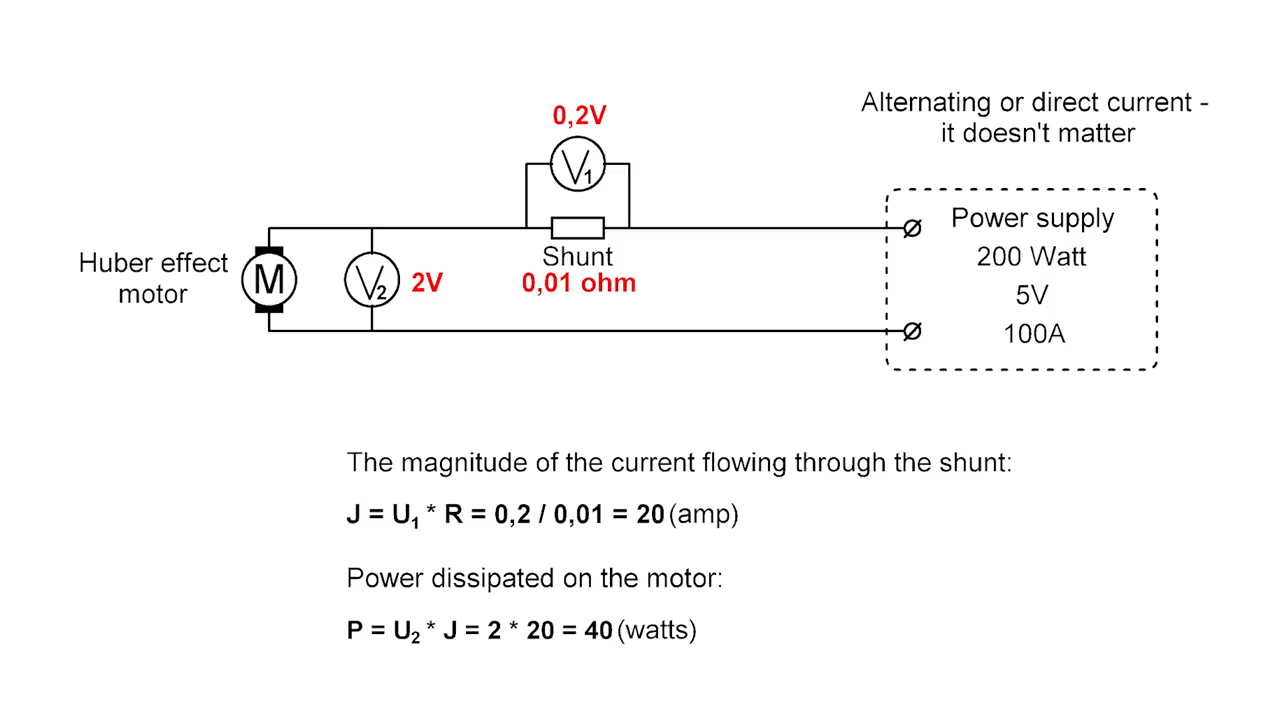 Alternating or direct current -
it doesn't matter
0,2V
V1
Power supply
200 Watt
5V
100A
Huber effect
motor
M
V2
2V
Shunt
0,01 ohm
The magnitude of the current flowing through the shunt:
J = U1 * R = 0,2 / 0,01 = 20 (amp)
Power dissipated on the motor:
P = U2 * J = 2 * 20 = 40 (watts)